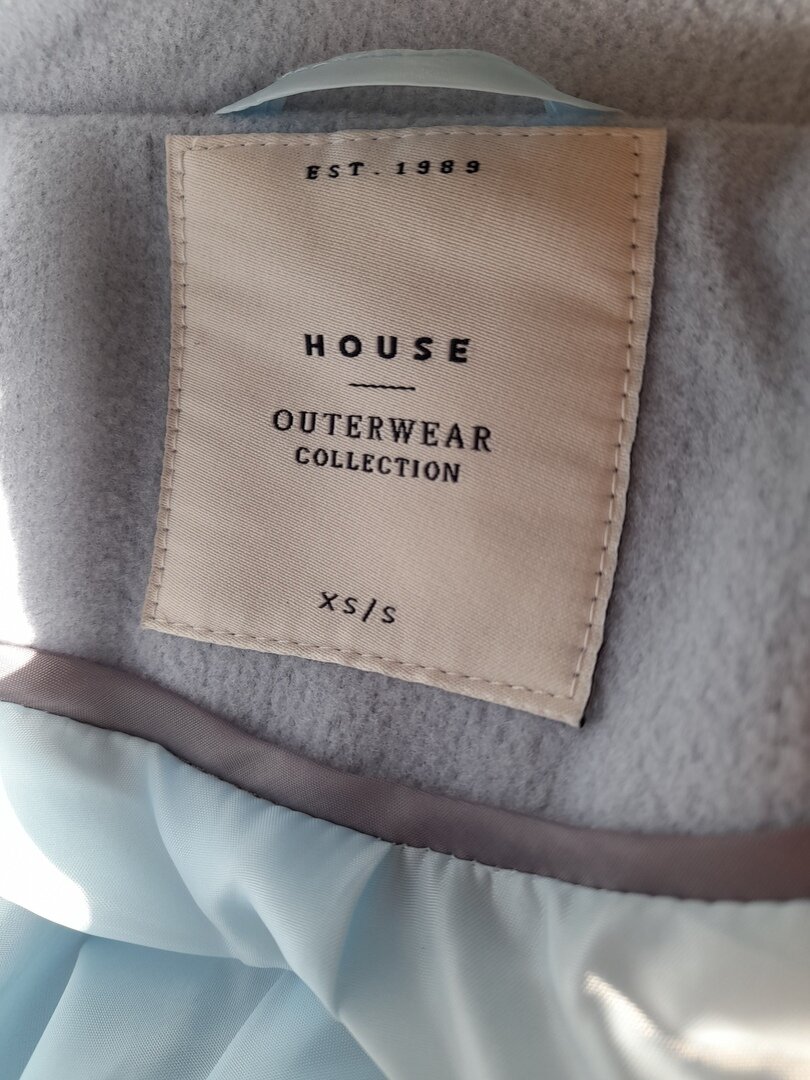 EST. 1989
HOUSE
OUTERWEAR
COLLECTION
XS/S